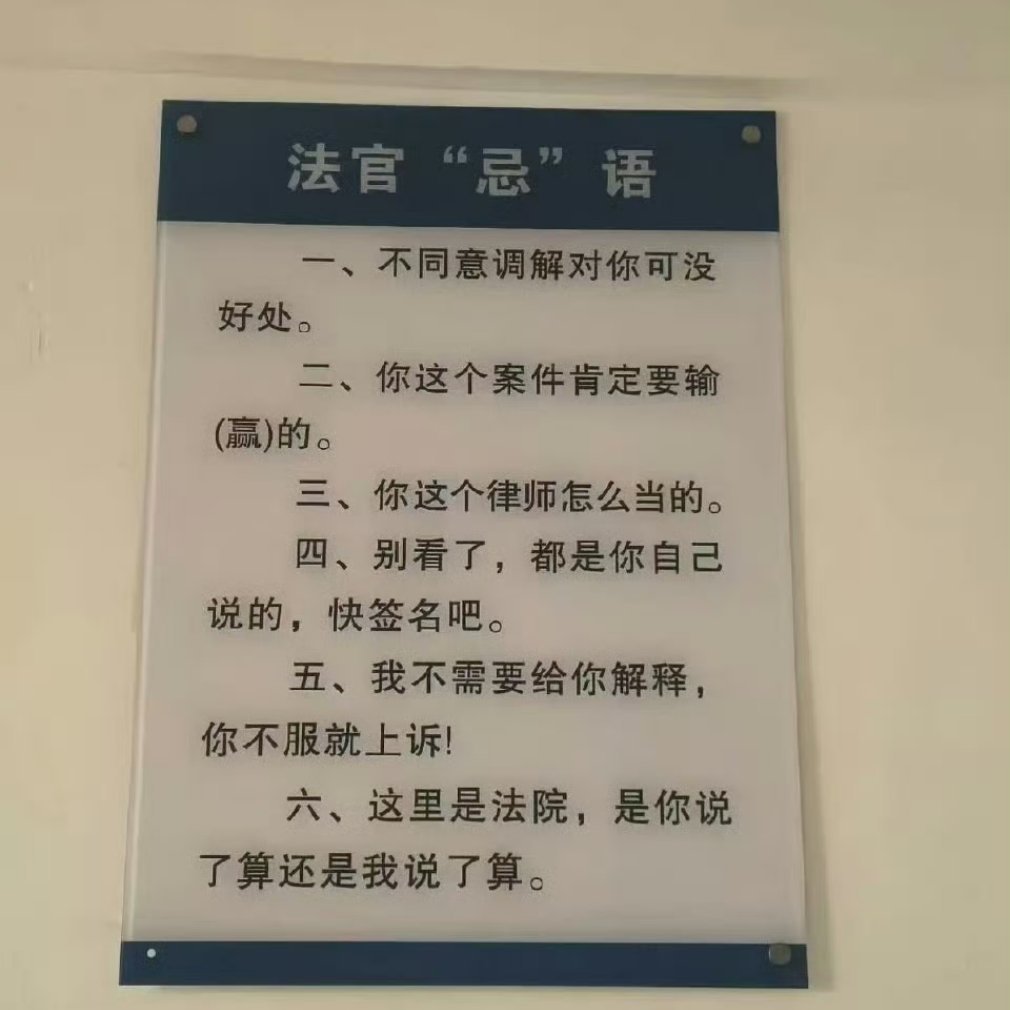 法官“忌”语
一、不同意调解对你可没
好处。
二、你这个案件肯定要输
(赢)的。
三、你这个律师怎么当的。
四、别看了，都是你自己
说的，快签名吧。
五、我不需要给你解释，
你不服就上诉!
六、这里是法院，是你说
了算还是我说了算。